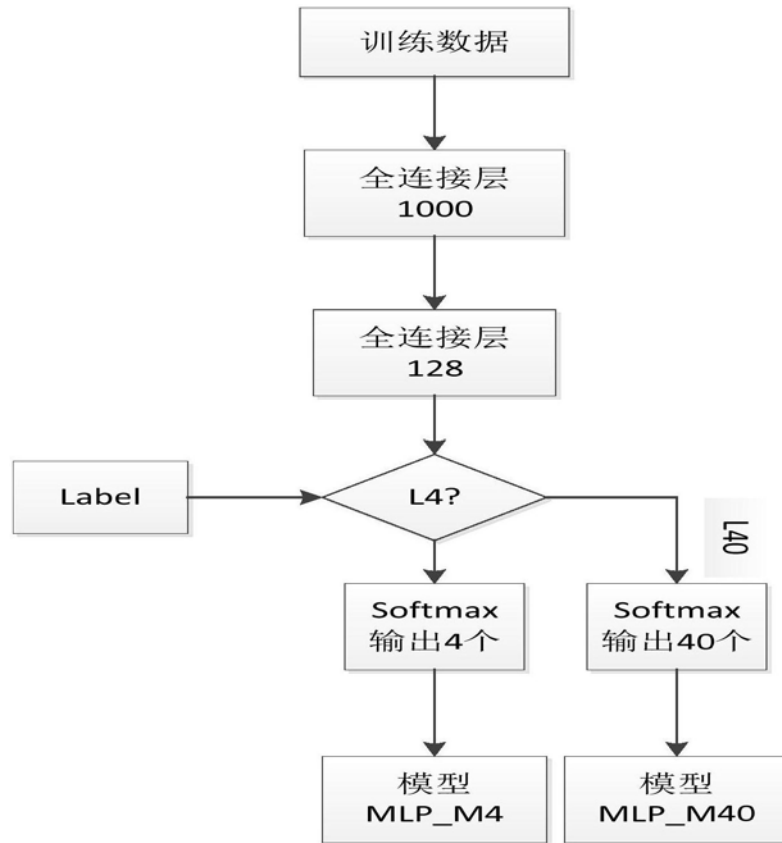 训练数据
全连接层
1000
全连接层
128
Label
L4?
L40
Softmax
输出4个
Softmax
输出40个
模型
MLP_M4
模型
MLP_M40